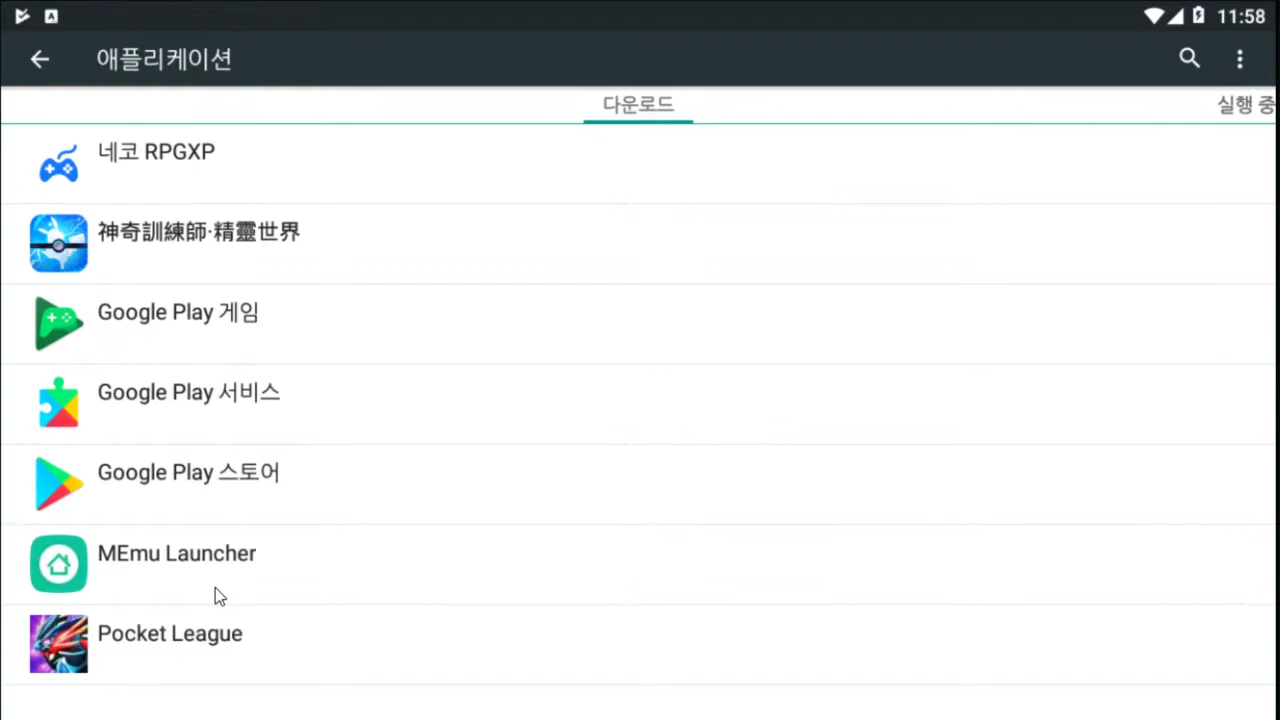 11:58
애플리케이션
다운로드
실행 중
네코 RPGXP
神奇訓練師·精靈世界
Google Play 게임
Google Play 서비스
Google Play 스토어
MEmu Launcher
Pocket League